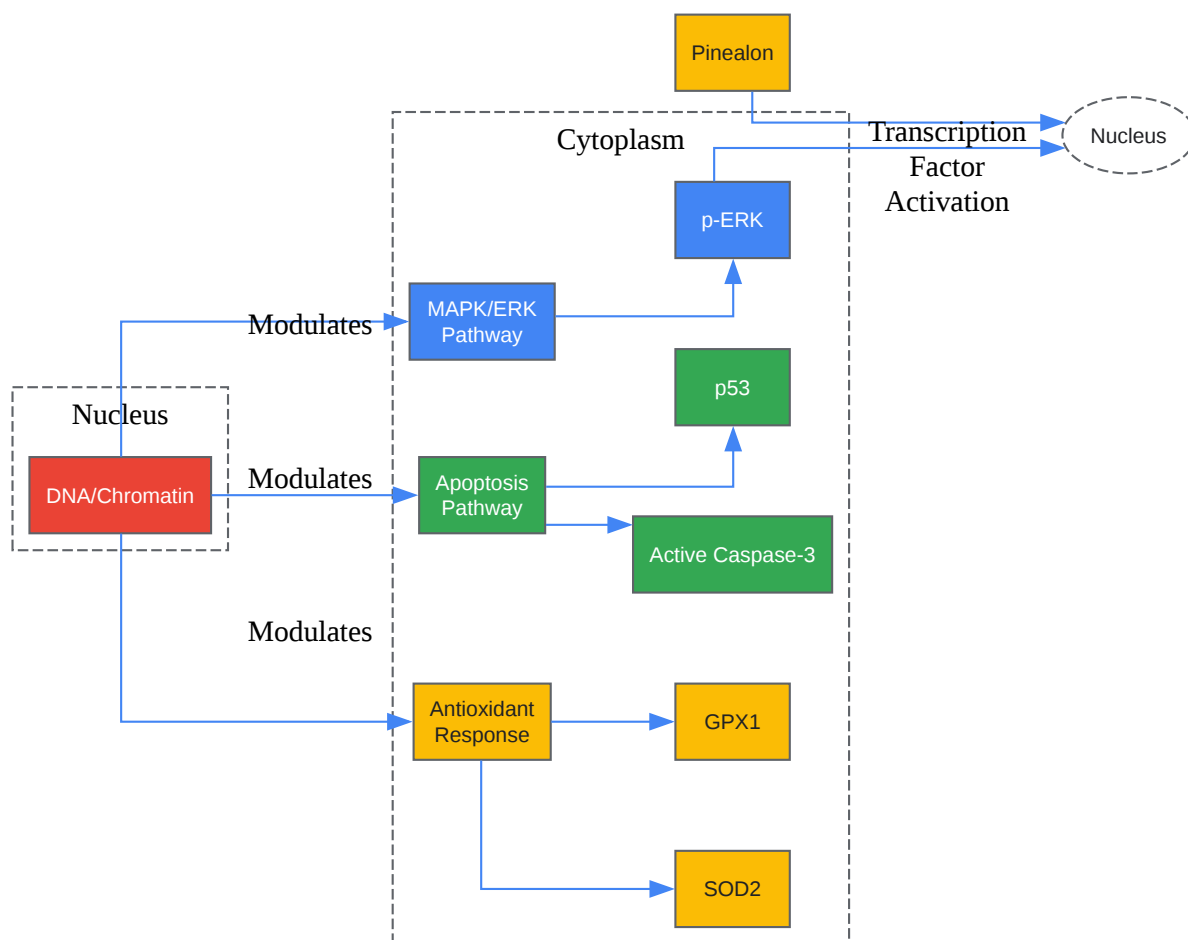 Pinealon
Cytoplasm
Transcription
Factor
Activation
Nucleus
p-ERK
Modulates
MAPK/ERK
Pathway
p53
Nucleus
DNA/Chromatin
Modulates
Apoptosis
Pathway
Active Caspase-3
Modulates
Antioxidant
Response
GPX1
SOD2